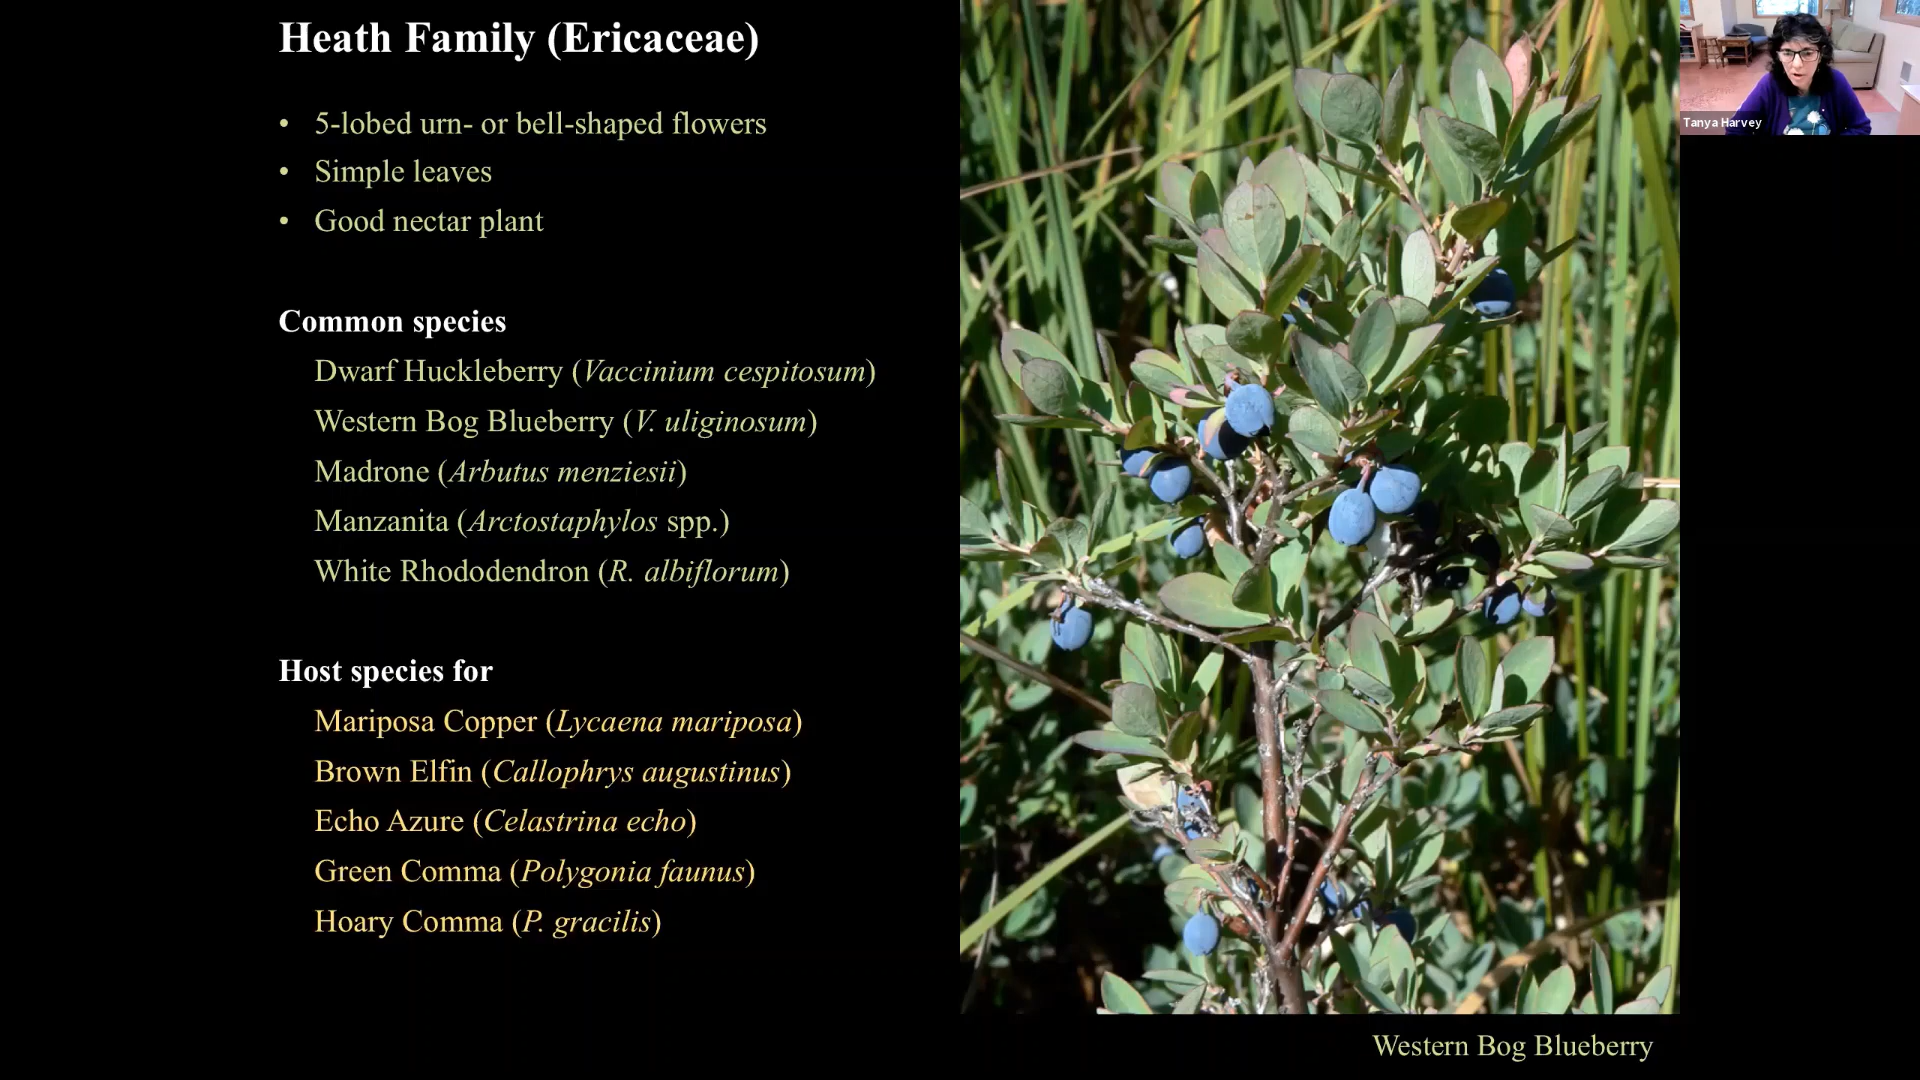 Heath Family (Ericaceae)
• 5-lobed urn- or bell-shaped flowers
• Simple leaves
• Good nectar plant
Common species
Dwarf Huckleberry (Vaccinium cespitosum)
Western Bog Blueberry (V. uliginosum)
Madrone (Arbutus menziesii)
Manzanita (Arctostaphylos spp.)
White Rhododendron (R. albiflorum)
Host species for
Mariposa Copper (Lycaena mariposa)
Brown Elfin (Callophrys augustinus)
Echo Azure (Celastrina echo)
Green Comma (Polygonia faunus)
Hoary Comma (P. gracilis)
Western Bog Blueberry
Tanya Harvey